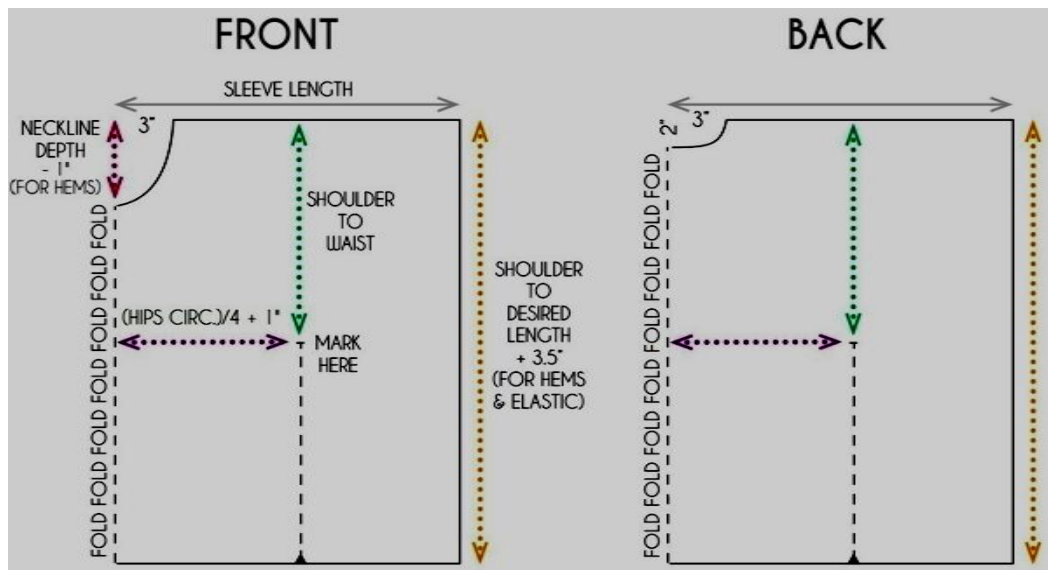 FRONT
BACK
SLEEVE LENGTH
3"
NECKLINE
DEPTH
- 1"
(FOR HEMS)
SHOULDER
TO
WAIST
(HIPS CIRC.)/4 + 1"
MARK
HERE
FOLD FOLD FOLD FOLD FOLD FOLD FOLD
SHOULDER
TO
DESIRED
LENGTH
+ 3.5"
(FOR HEMS
& ELASTIC)
2"
3"
FOLD FOLD FOLD FOLD FOLD FOLD FOLD FOLD